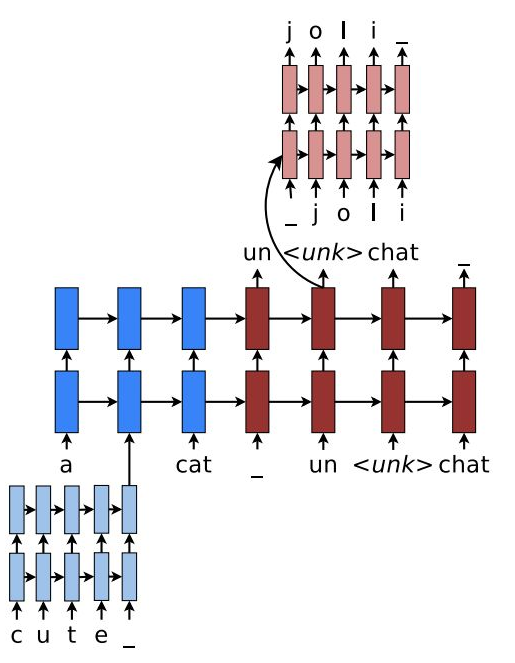 j o l i _
_ j o l i
un <unk> chat _
a cat _ un <unk> chat
c u t e _